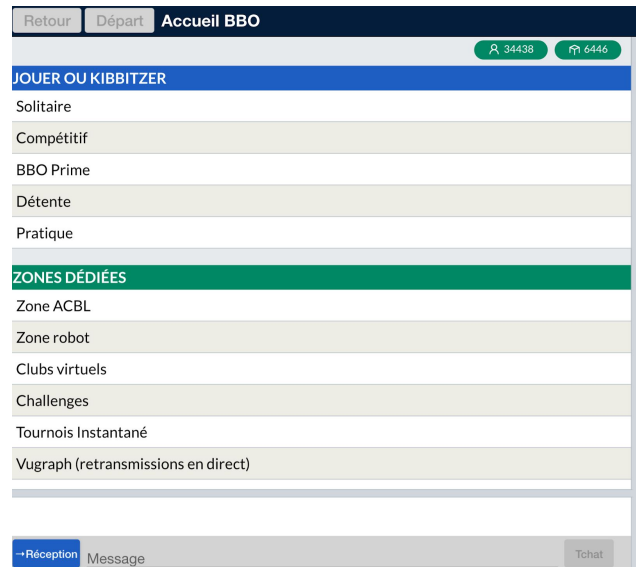 Retour Départ Accueil BBO
34438 6446
JOUER OU KIBBITZER
Solitaire
Compétitif
BBO Prime
Détente
Pratique
ZONES DÉDIÉES
Zone ACBL
Zone robot
Clubs virtuels
Challenges
Tournois Instantané
Vugraph (retransmissions en direct)
→Réception Message Tchat